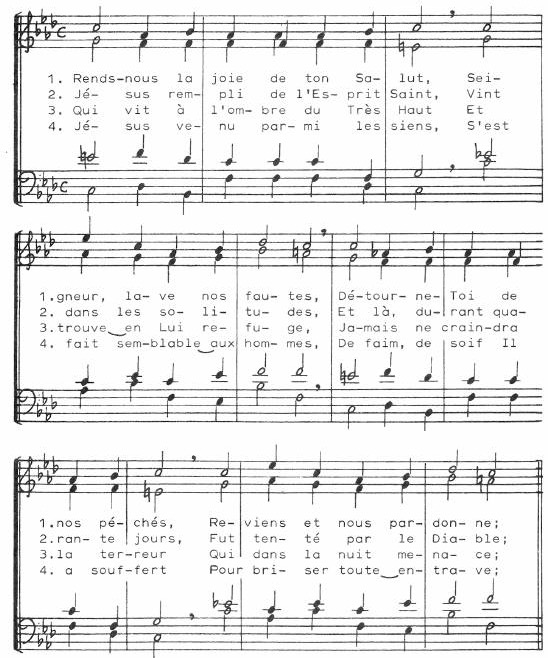 1. Rends-nous la joie de ton Sa- lut, Sei-
2. Jé- sus rem- pli de l'Es- prit Saint, Vint
3. Qui vit à l'om- bre du Très Haut Et
4. Jé- sus ve- nu par- mi les siens, S'est
1.gneur, la- ve nos fau- tes, Dé-tour- ne- Toi de
2. dans les so- li- tu- des, Et là, du- rant qua-
3.trouve en Lui re- fu- ge, Ja-mais ne crain-dra
4. fait sem-blable aux hom- mes, De faim, de soif Il
1.nos pé- chés, Re- viens et nous par- don- ne;
2.ran- te jours, Fut ten- té par le Dia- ble;
3.la ter-reur Qui dans la nuit me- na- ce;
4. a souf-fert Pour bri- ser toute en- tra- ve;